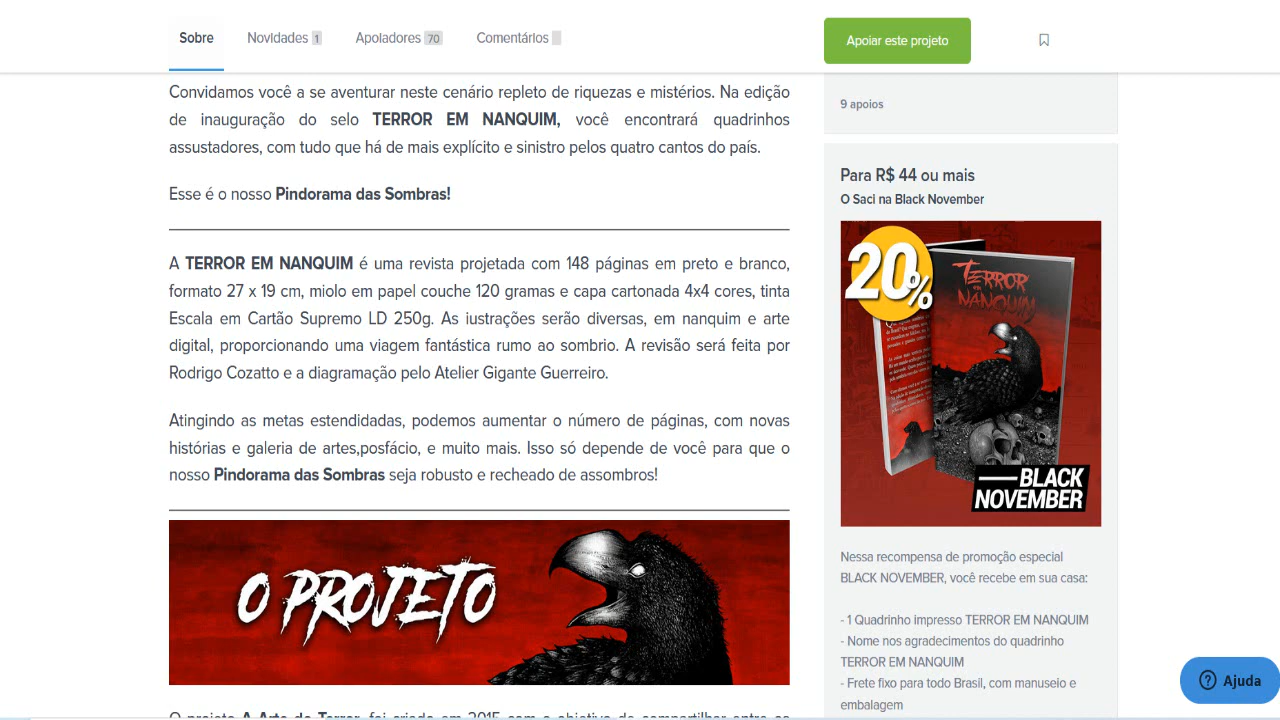 Sobre
Novidades 1
Apoiadores 70
Comentários
Apoiar este projeto
Convidamos você a se aventurar neste cenário repleto de riquezas e mistérios. Na edição
de inauguração do selo TERROR EM NANQUIM, você encontrará quadrinhos
assustadores, com tudo que há de mais explícito e sinistro pelos quatro cantos do país.
Esse é o nosso Pindorama das Sombras!
A TERROR EM NANQUIM é uma revista projetada com 148 páginas em preto e branco,
formato 27 x 18 cm, miolo em papel couche 120 gramas e capa cartonada 4x4 cores, tinta
Escala em Cartão Supremo LD 250g. As iustrações serão diversas, em nanquim e arte
digital, proporcionando uma viagem fantástica rumo ao sombrio. A revisão será feita por
Rodrigo Cozatto e a diagramação pelo Atelier Gigante Guerreiro.
Atingindo as metas estendidadas, podemos aumentar o número de páginas, com novas
histórias e galeria de artes,posfácio, e muito mais. Isso só depende de você para que o
nosso Pindorama das Sombras seja robusto e recheado de assombros!
O PROJETO
9 apoios
Para R$ 44 ou mais
O Saci na Black November
20%
TERROR
EM
NANQUIM
BLACK
NOVEMBER
Nessa recompensa de promoção especial
BLACK NOVEMBER, você recebe em sua casa:
- 1 Quadrinho impresso TERROR EM NANQUIM
- Nome nos agradecimentos do quadrinho
TERROR EM NANQUIM
- Frete fixo para todo Brasil, com manuseio e
embalagem
Ajuda